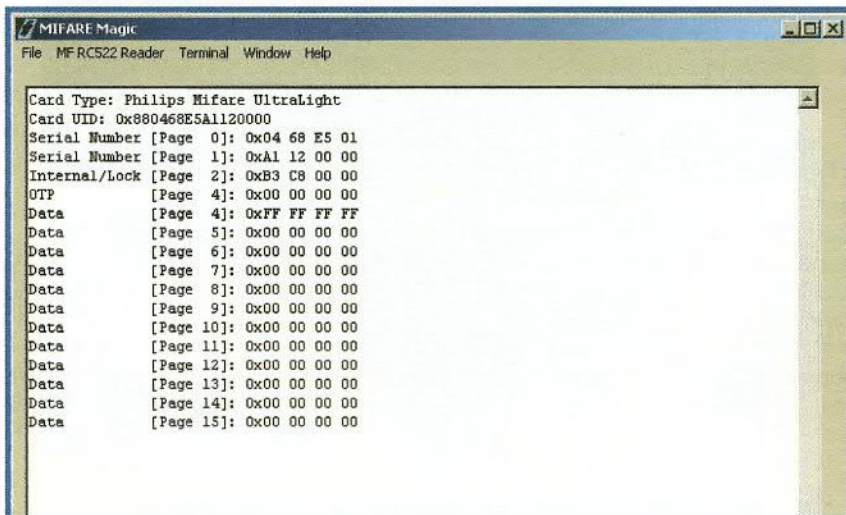 MIFARE Magic
File MF RC522 Reader Terminal Window Help
Card Type: Philips Mifare UltraLight
Card UID: 0x880468E5A1120000
Serial Number [Page  0]: 0x04 68 E5 01
Serial Number [Page  1]: 0xA1 12 00 00
Internal/Lock [Page  2]: 0xB3 C8 00 00
OTP           [Page  4]: 0x00 00 00 00
Data          [Page  4]: 0xFF FF FF FF
Data          [Page  5]: 0x00 00 00 00
Data          [Page  6]: 0x00 00 00 00
Data          [Page  7]: 0x00 00 00 00
Data          [Page  8]: 0x00 00 00 00
Data          [Page  9]: 0x00 00 00 00
Data          [Page 10]: 0x00 00 00 00
Data          [Page 11]: 0x00 00 00 00
Data          [Page 12]: 0x00 00 00 00
Data          [Page 13]: 0x00 00 00 00
Data          [Page 14]: 0x00 00 00 00
Data          [Page 15]: 0x00 00 00 00